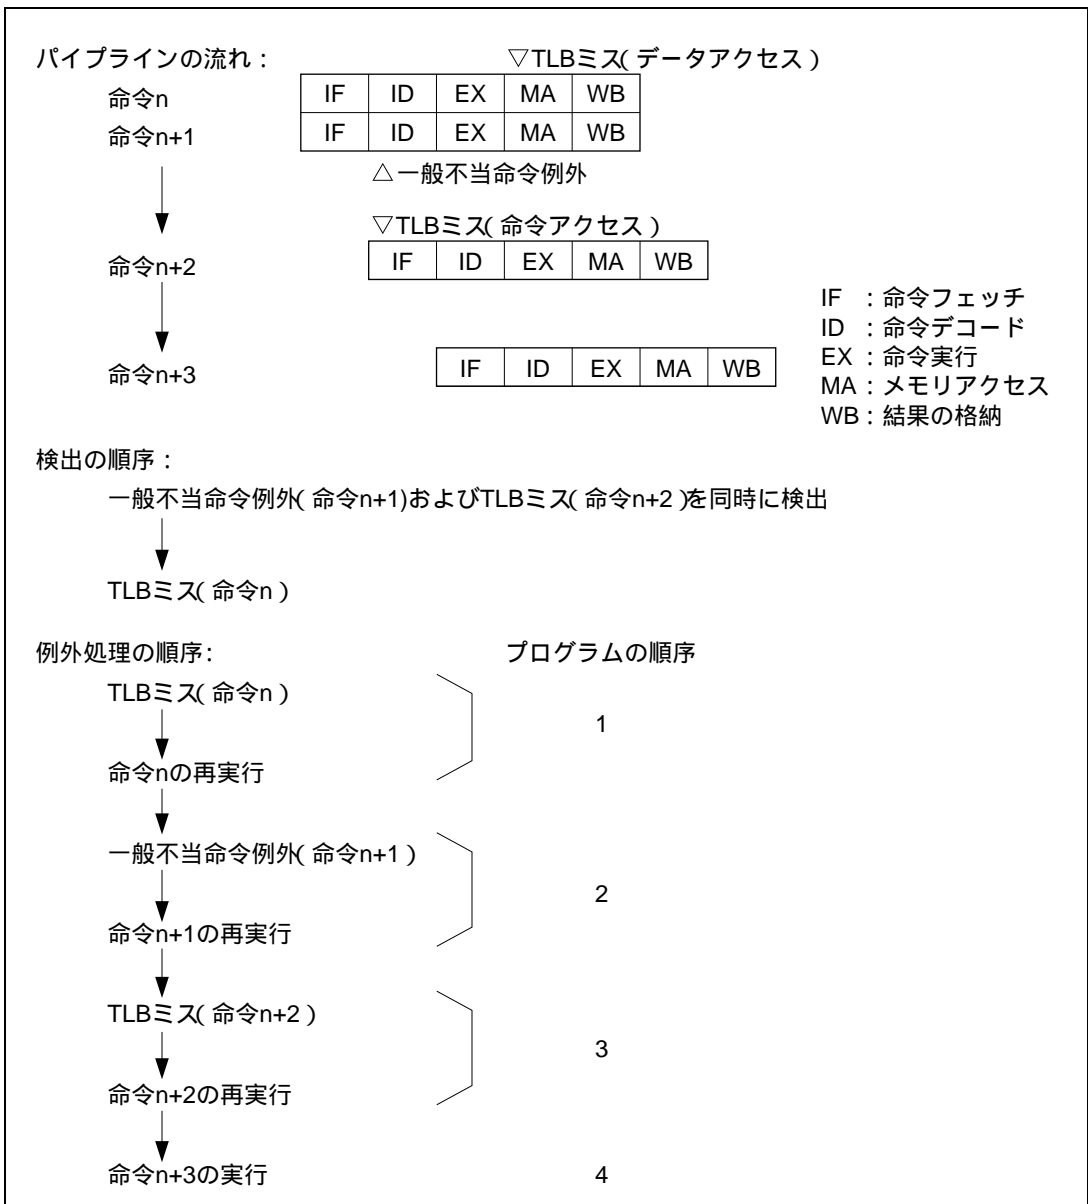 パイプラインの流れ：
▽TLBミス(データアクセス)
命令n IF ID EX MA WB
命令n+1 IF ID EX MA WB
△一般不当命令例外
▽TLBミス(命令アクセス)
命令n+2 IF ID EX MA WB
命令n+3 IF ID EX MA WB
IF ：命令フェッチ
ID ：命令デコード
EX：命令実行
MA：メモリアクセス
WB：結果の格納
検出の順序：
一般不当命令例外(命令n+1)およびTLBミス(命令n+2)を同時に検出
TLBミス(命令n)
例外処理の順序: プログラムの順序
TLBミス(命令n)
1
命令nの再実行
一般不当命令例外(命令n+1)
2
命令n+1の再実行
TLBミス(命令n+2)
3
命令n+2の再実行
命令n+3の実行 4